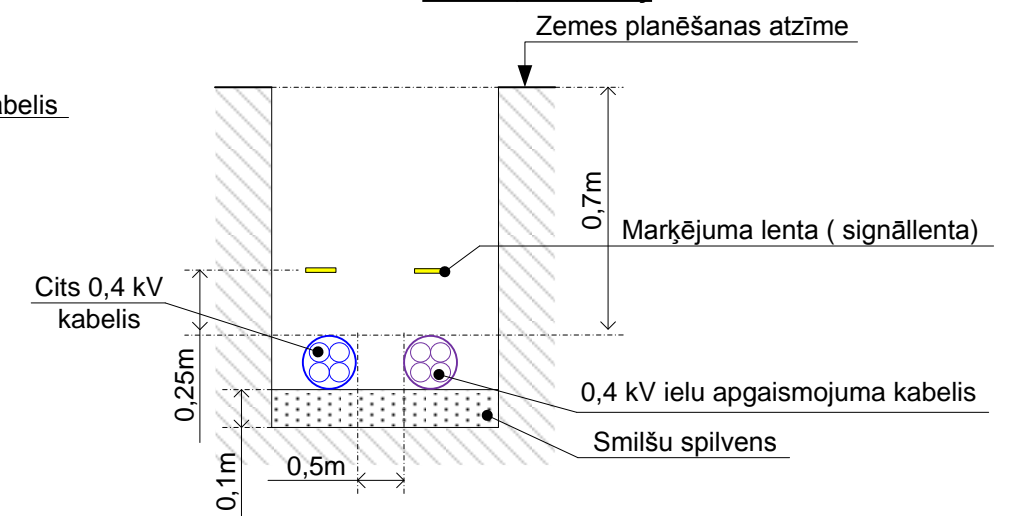 Zemes planēšanas atzīme
abelis
0,7m
Marķējuma lenta ( signāllenta)
Cits 0,4 kV
kabelis
0,25m
0,4 kV ielu apgaismojuma kabelis
Smilšu spilvens
0,5m
0,1m